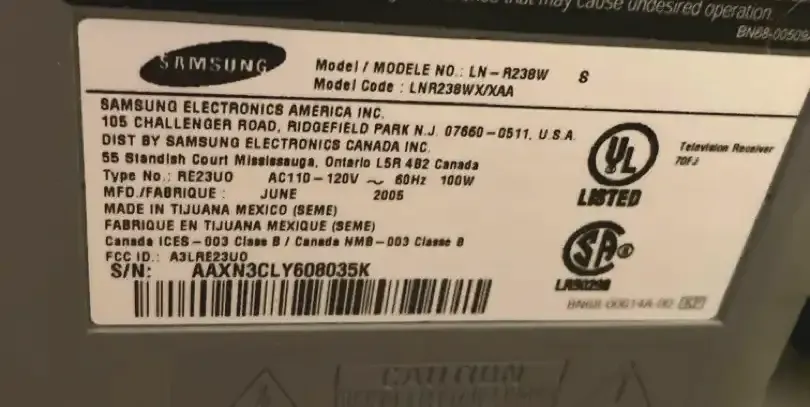 that may cause undesired operation.
SAMSUNG
Model / MODELE NO.: LN-R238W S
Model Code : LNR238WX/XAA
SAMSUNG ELECTRONICS AMERICA INC.
105 CHALLENGER ROAD, RIDGEFIELD PARK N.J. 07660-0511, U.S.A.
DIST BY SAMSUNG ELECTRONICS CANADA INC.
55 Standish Court Mississauga, Ontario L5R 4B2 Canada
Type No.: RE23UO AC110-120V ~ 60Hz 100W
MFD./FABRIQUE : JUNE 2005
MADE IN TIJUANA MEXICO (SEME)
FABRIQUE EN TIJUANA MEXIQUE (SEME)
Canada ICES-003 Class B / Canada NMB-003 Classe B
FCC ID.: A3LRE23UO
S/N: AAXN3CLY608035K
UL
LISTED
Television Receiver
70FJ
SA
LR50298
BN68-00614A-00
CAUTION